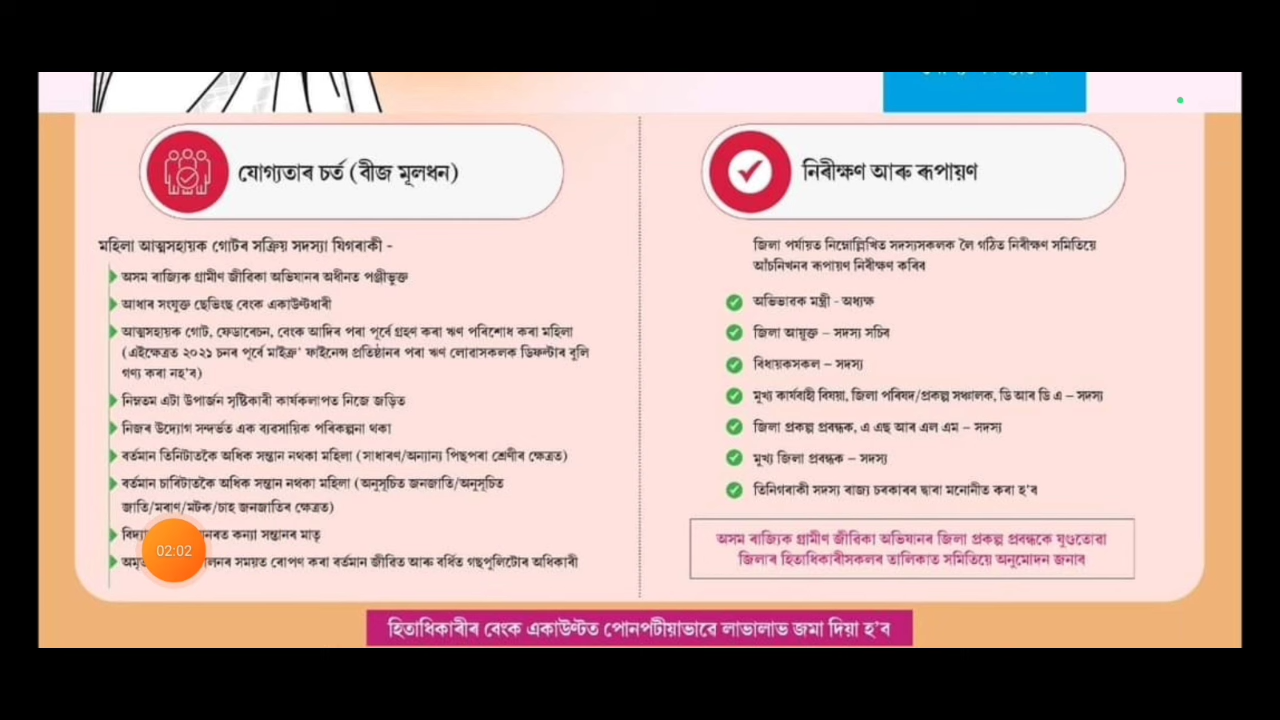 যোগ্যতাৰ চৰ্ত (বীজ মূলধন)
মহিলা আত্মসহায়ক গোটৰ সক্ৰিয় সদস্যা যিগৰাকী -
অসম ৰাজ্যিক গ্ৰামীণ জীৱিকা অভিযানৰ অধীনত পঞ্জীভুক্ত
আধাৰ সংযুক্ত ছেভিংছ বেংক একাউণ্টধাৰী
আত্মসহায়ক গোট, ফেডাৰেচন, বেংক আদিৰ পৰা পূৰ্বে গ্ৰহণ কৰা ঋণ পৰিশোধ কৰা মহিলা
(এইক্ষেত্ৰত ২০২১ চনৰ পূৰ্বে মাইক্ৰ' ফাইনেন্স প্ৰতিষ্ঠানৰ পৰা ঋণ লোৱাসকলক ডিফল্টাৰ বুলি
গণ্য কৰা নহ'ব)
নিম্নতম এটা উপাৰ্জন সৃষ্টিকাৰী কাৰ্যকলাপত নিজে জড়িত
নিজৰ উদ্যোগ সন্দৰ্ভত এক ব্যৱসায়িক পৰিকল্পনা থকা
বৰ্তমান তিনিটাতকৈ অধিক সন্তান নথকা মহিলা (সাধাৰণ/অন্যান্য পিছপৰা শ্ৰেণীৰ ক্ষেত্ৰত)
বৰ্তমান চাৰিটাতকৈ অধিক সন্তান নথকা মহিলা (অনুসূচিত জনজাতি/অনুসূচিত
জাতি/মৰাণ/মটক/চাহ জনজাতিৰ ক্ষেত্ৰত)
কন্যা সন্তানৰ মাতৃ
02:02
সময়ত ৰোপণ কৰা বৰ্তমান জীৱিত আৰু বৰ্ধিত গছপুলিটোৰ অধিকাৰী
নিৰীক্ষণ আৰু ৰূপায়ণ
জিলা পৰ্যায়ত নিম্নোল্লিখিত সদস্যসকলক লৈ গঠিত নিৰীক্ষণ সমিতিয়ে
আঁচনিখনৰ ৰূপায়ণ নিৰীক্ষণ কৰিব
অভিভাৱক মন্ত্ৰী - অধ্যক্ষ
জিলা আয়ুক্ত – সদস্য সচিব
বিধায়কসকল – সদস্য
মুখ্য কাৰ্যবাহী বিষয়া, জিলা পৰিষদ/প্ৰকল্প সঞ্চালক, ডি আৰ ডি এ – সদস্য
জিলা প্ৰকল্প প্ৰবন্ধক, এ এছ আৰ এল এম – সদস্য
মুখ্য জিলা প্ৰবন্ধক – সদস্য
তিনিগৰাকী সদস্য ৰাজ্য চৰকাৰৰ দ্বাৰা মনোনীত কৰা হ'ব
অসম ৰাজ্যিক গ্ৰামীণ জীৱিকা অভিযানৰ জিলা প্ৰকল্প প্ৰবন্ধকে যুগুতোৱা
জিলাৰ হিতাধিকাৰীসকলৰ তালিকাত সমিতিয়ে অনুমোদন জনাব
হিতাধিকাৰীৰ বেংক একাউণ্টত পোনপটীয়াভাৱে লাভালাভ জমা দিয়া হ'ব